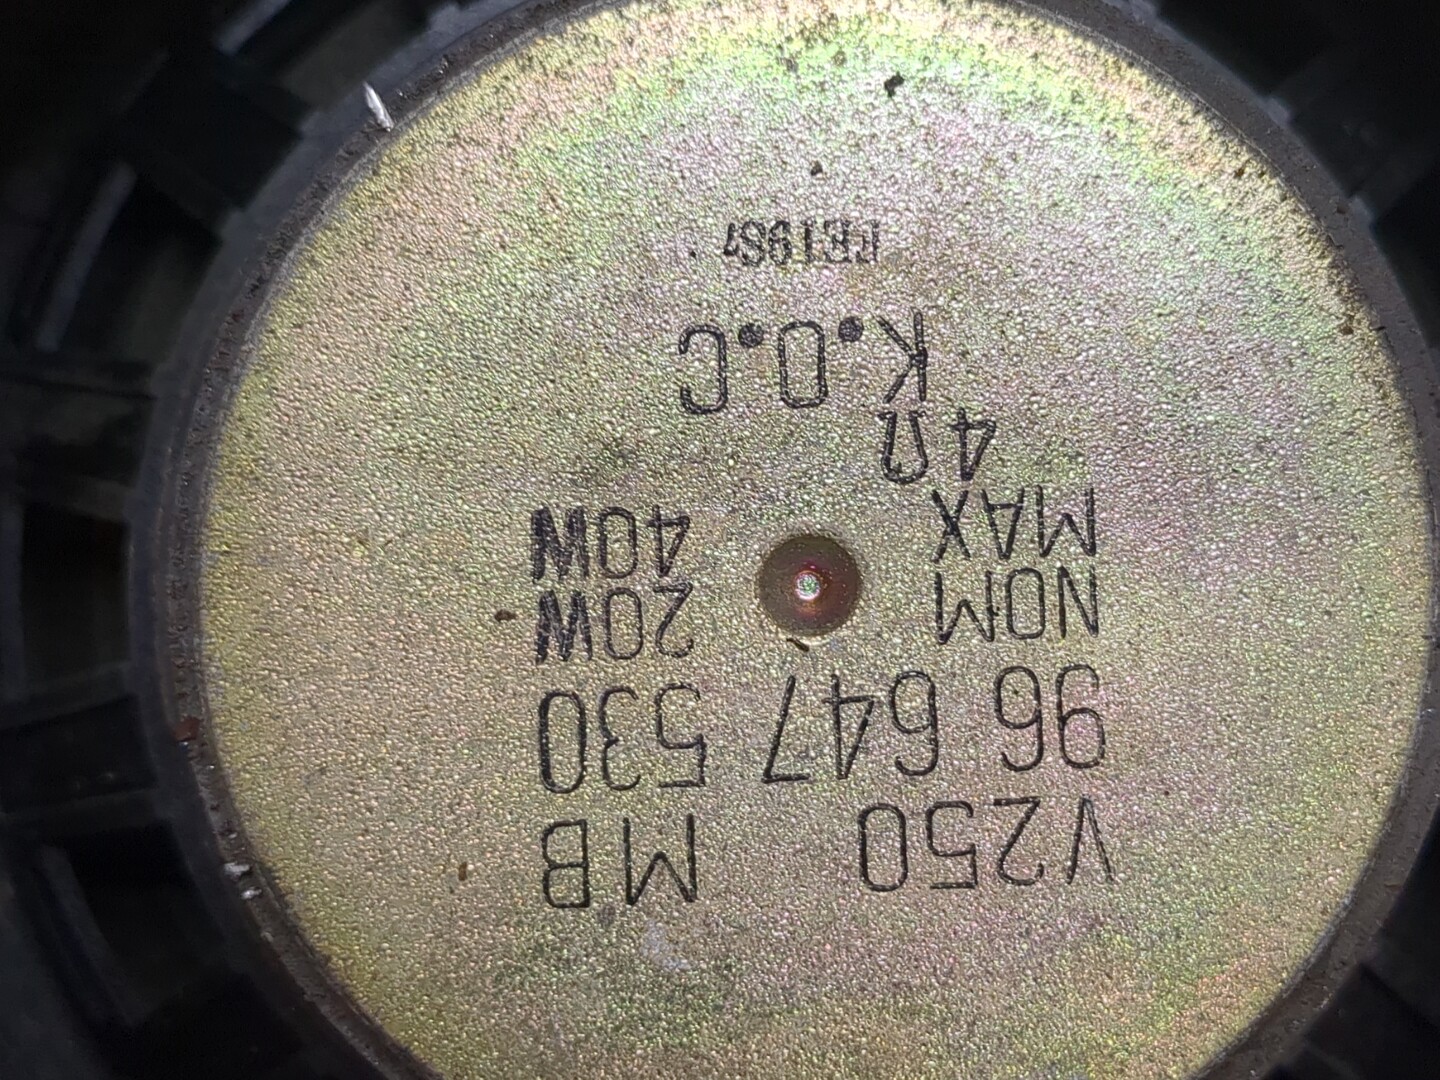 V250 MB
96 647 530
NOM 20W
MAX 40W
4Ω
K.O.C